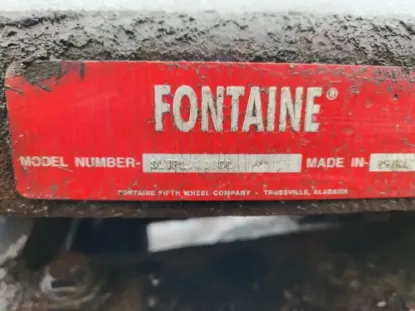 FONTAINE®
MODEL NUMBER- MADE IN-
FONTAINE FIFTH WHEEL COMPANY - TRUSSVILLE, ALABAMA